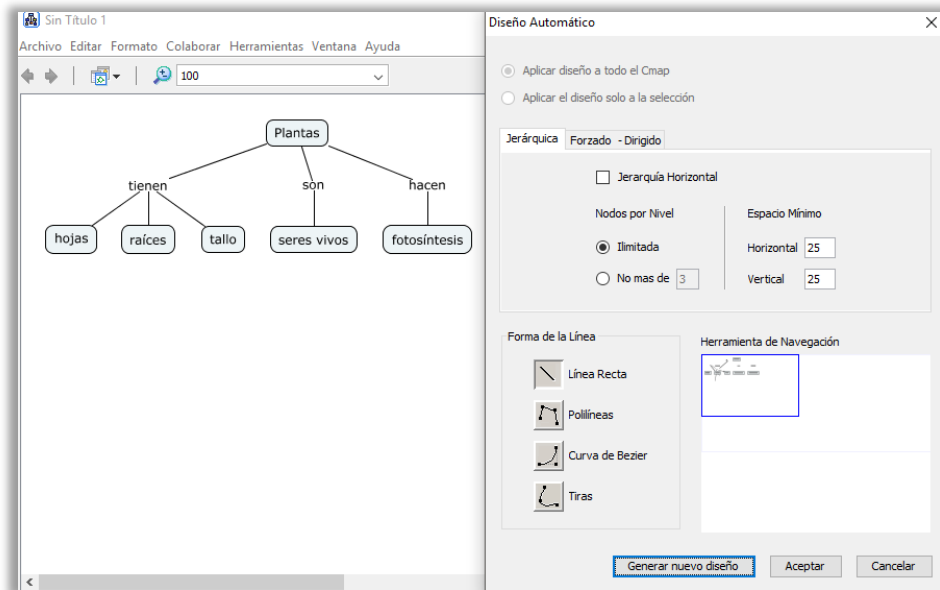 Sin Título 1
Archivo Editar Formato Colaborar Herramientas Ventana Ayuda
100
Plantas
tienen son hacen
hojas raíces tallo seres vivos fotosíntesis
Diseño Automático
Aplicar diseño a todo el Cmap
Aplicar el diseño solo a la selección
Jerárquica Forzado - Dirigido
Jerarquía Horizontal
Nodos por Nivel Espacio Mínimo
Ilimitada Horizontal 25
No mas de 3 Vertical 25
Forma de la Línea Herramienta de Navegación
Línea Recta
Polilíneas
Curva de Bezier
Tiras
Generar nuevo diseño Aceptar Cancelar